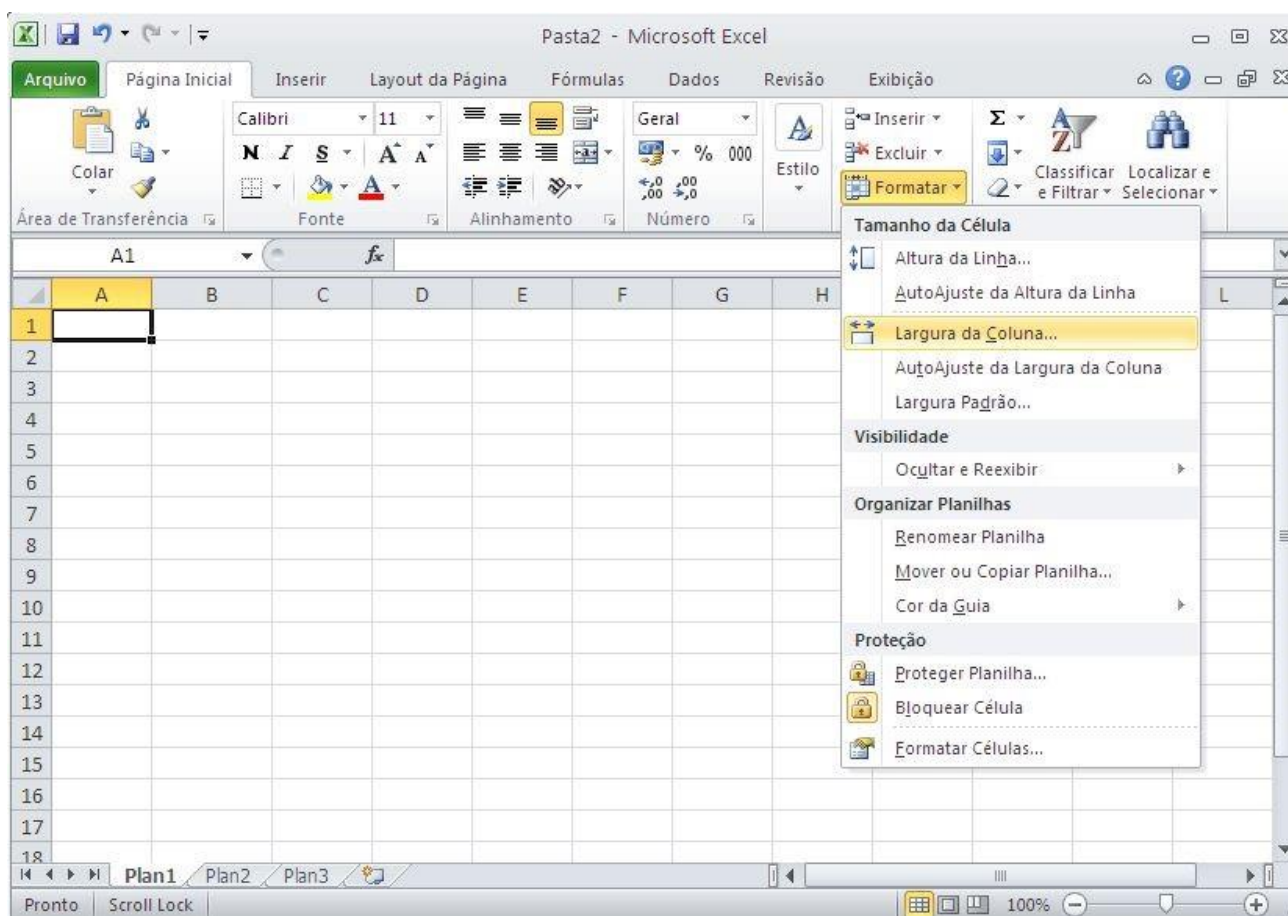 Pasta2 - Microsoft Excel
Arquivo Página Inicial Inserir Layout da Página Fórmulas Dados Revisão Exibição
Colar
Área de Transferência
Calibri 11
N I S A A
A
Fonte
Alinhamento
Geral
% 000
,0 ,00
,00 ,0
Número
Estilo
Inserir
Excluir
Formatar
Σ
A
Z
Classificar e Filtrar
Localizar e Selecionar
A1 fx
Tamanho da Célula
Altura da Linha...
AutoAjuste da Altura da Linha
Largura da Coluna...
AutoAjuste da Largura da Coluna
Largura Padrão...
Visibilidade
Ocultar e Reexibir
Organizar Planilhas
Renomear Planilha
Mover ou Copiar Planilha...
Cor da Guia
Proteção
Proteger Planilha...
Bloquear Célula
Formatar Células...
A B C D E F G H L
1
2
3
4
5
6
7
8
9
10
11
12
13
14
15
16
17
18
Plan1 Plan2 Plan3
Pronto Scroll Lock 100%